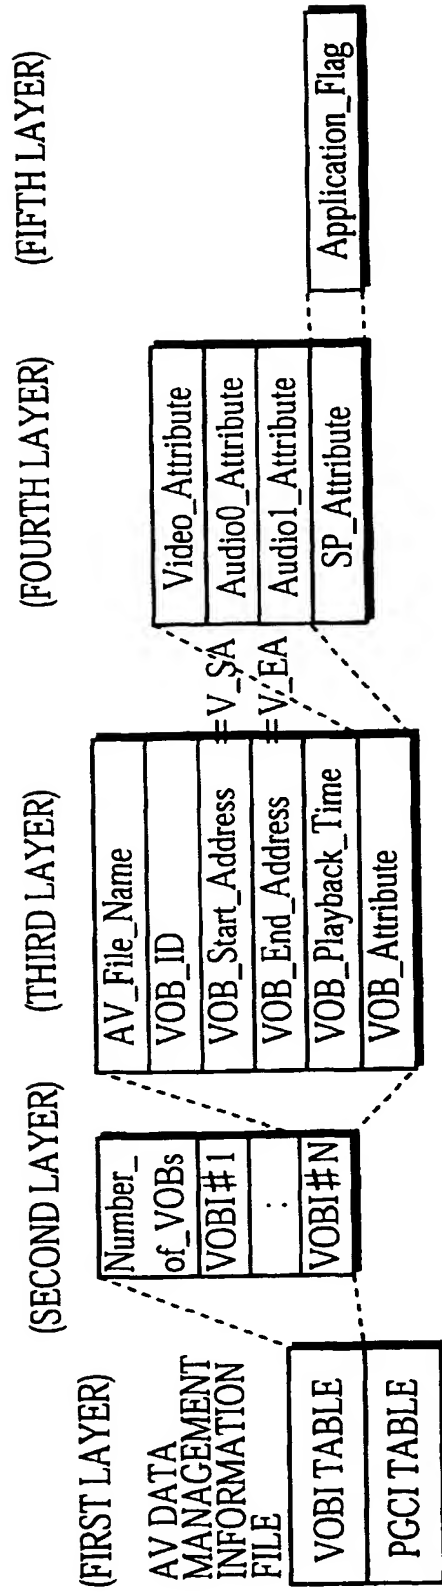 (FIRST LAYER)
AV DATA
MANAGEMENT
INFORMATION
FILE
VOBI TABLE
PGCI TABLE
(SECOND LAYER)
Number_
of_VOBs
VOBI#1
:
VOBI#N
(THIRD LAYER)
AV_File_Name
VOB_ID
VOB_Start_Address
=V_SA
VOB_End_Address
=V_EA
VOB_Playback_Time
VOB_Attribute
(FOURTH LAYER)
Video_Attribute
Audio0_Attribute
Audio1_Attribute
SP_Attribute
(FIFTH LAYER)
Application_Flag